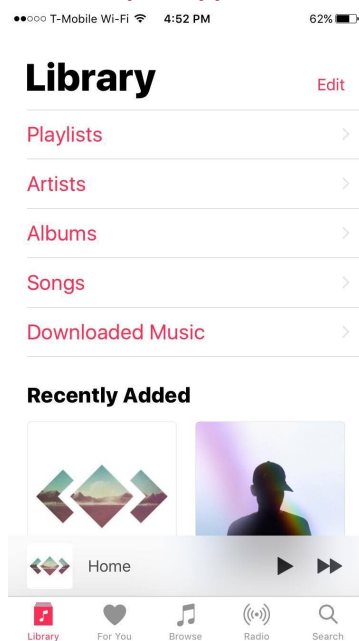 T-Mobile Wi-Fi 4:52 PM 62%
Library
Edit
Playlists
Artists
Albums
Songs
Downloaded Music
Recently Added
Home
Library For You Browse Radio Search